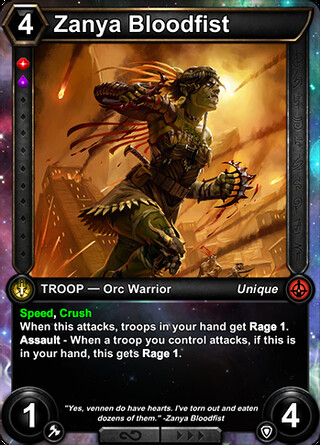 4 Zanya Bloodfist
TROOP — Orc Warrior Unique
Speed, Crush
When this attacks, troops in your hand get Rage 1.
Assault - When a troop you control attacks, if this is
in your hand, this gets Rage 1.
"Yes, vennen do have hearts. I've torn out and eaten
dozens of them." -Zanya Bloodfist
1 4